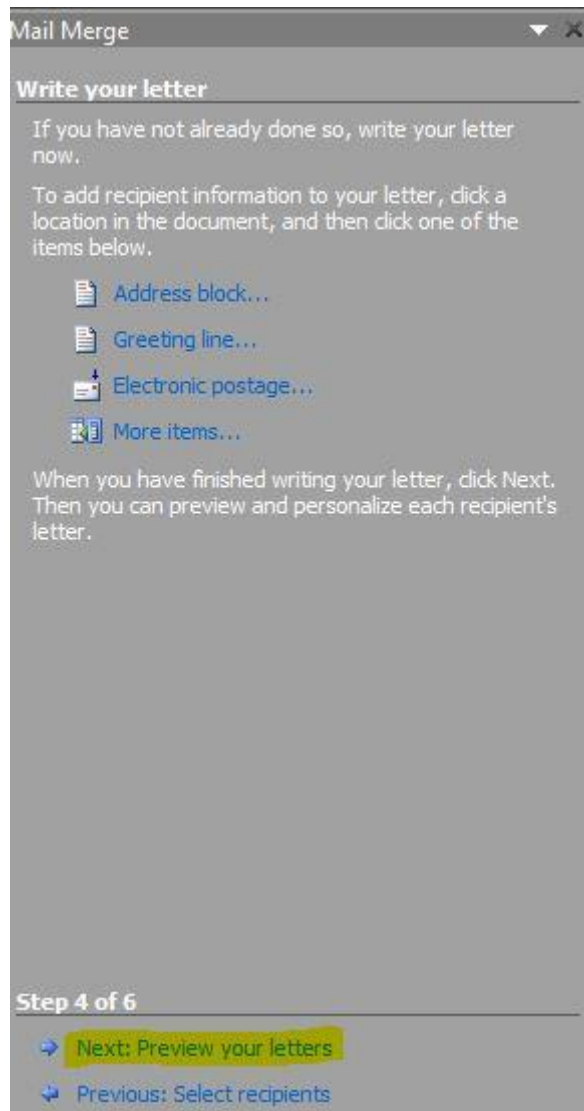 Mail Merge
Write your letter
If you have not already done so, write your letter
now.
To add recipient information to your letter, click a
location in the document, and then click one of the
items below.
Address block...
Greeting line...
Electronic postage...
More items...
When you have finished writing your letter, click Next.
Then you can preview and personalize each recipient's
letter.
Step 4 of 6
Next: Preview your letters
Previous: Select recipients